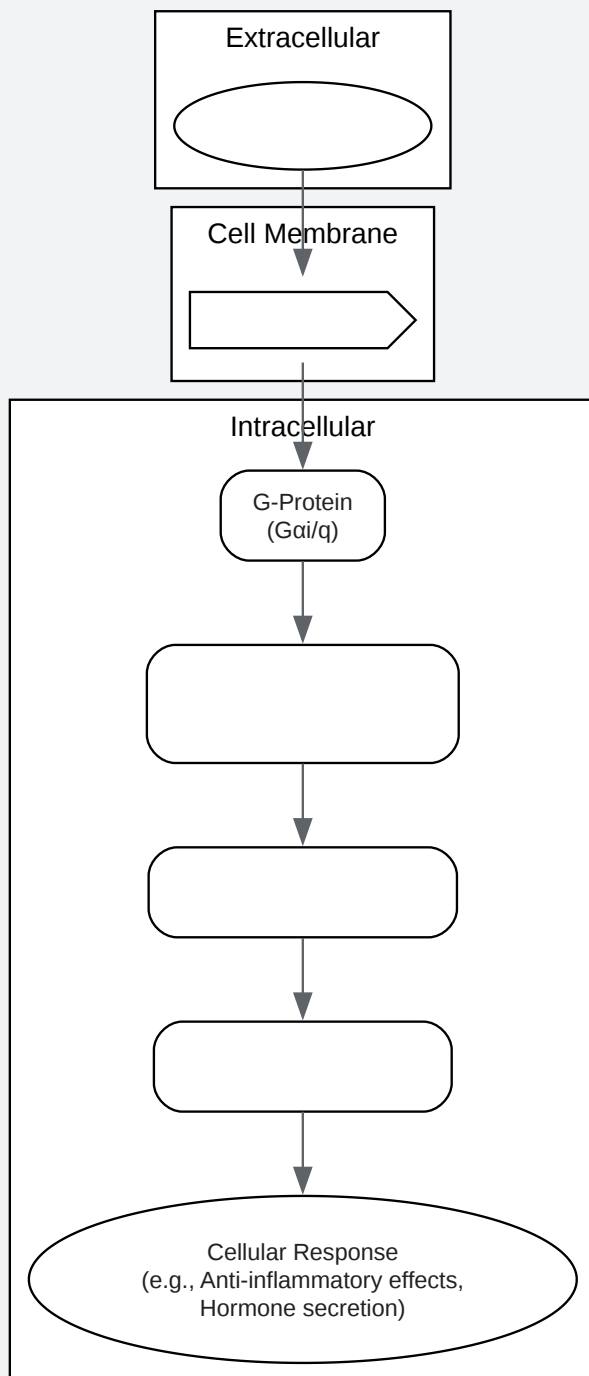 Extracellular
Cell Membrane
Intracellular
G-Protein
(Gαi/q)
Cellular Response
(e.g., Anti-inflammatory effects,
Hormone secretion)